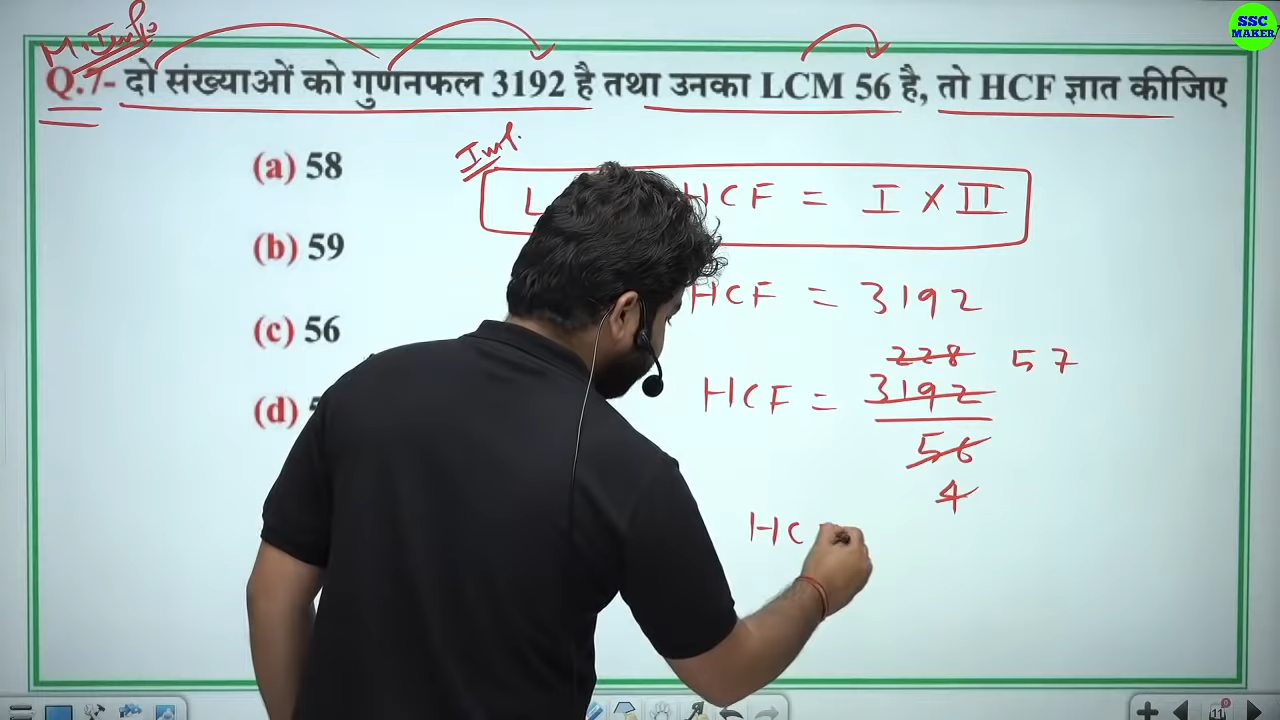 SSC
MAKER
M. Imp.
Q.7- दो संख्याओं को गुणनफल 3192 है तथा उनका LCM 56 है, तो HCF ज्ञात कीजिए
Imp.
(a) 58
L HCF = I × II
(b) 59
HCF = 3192
(c) 56
228 57
HCF = 3192
56
(d)
4
HC
11